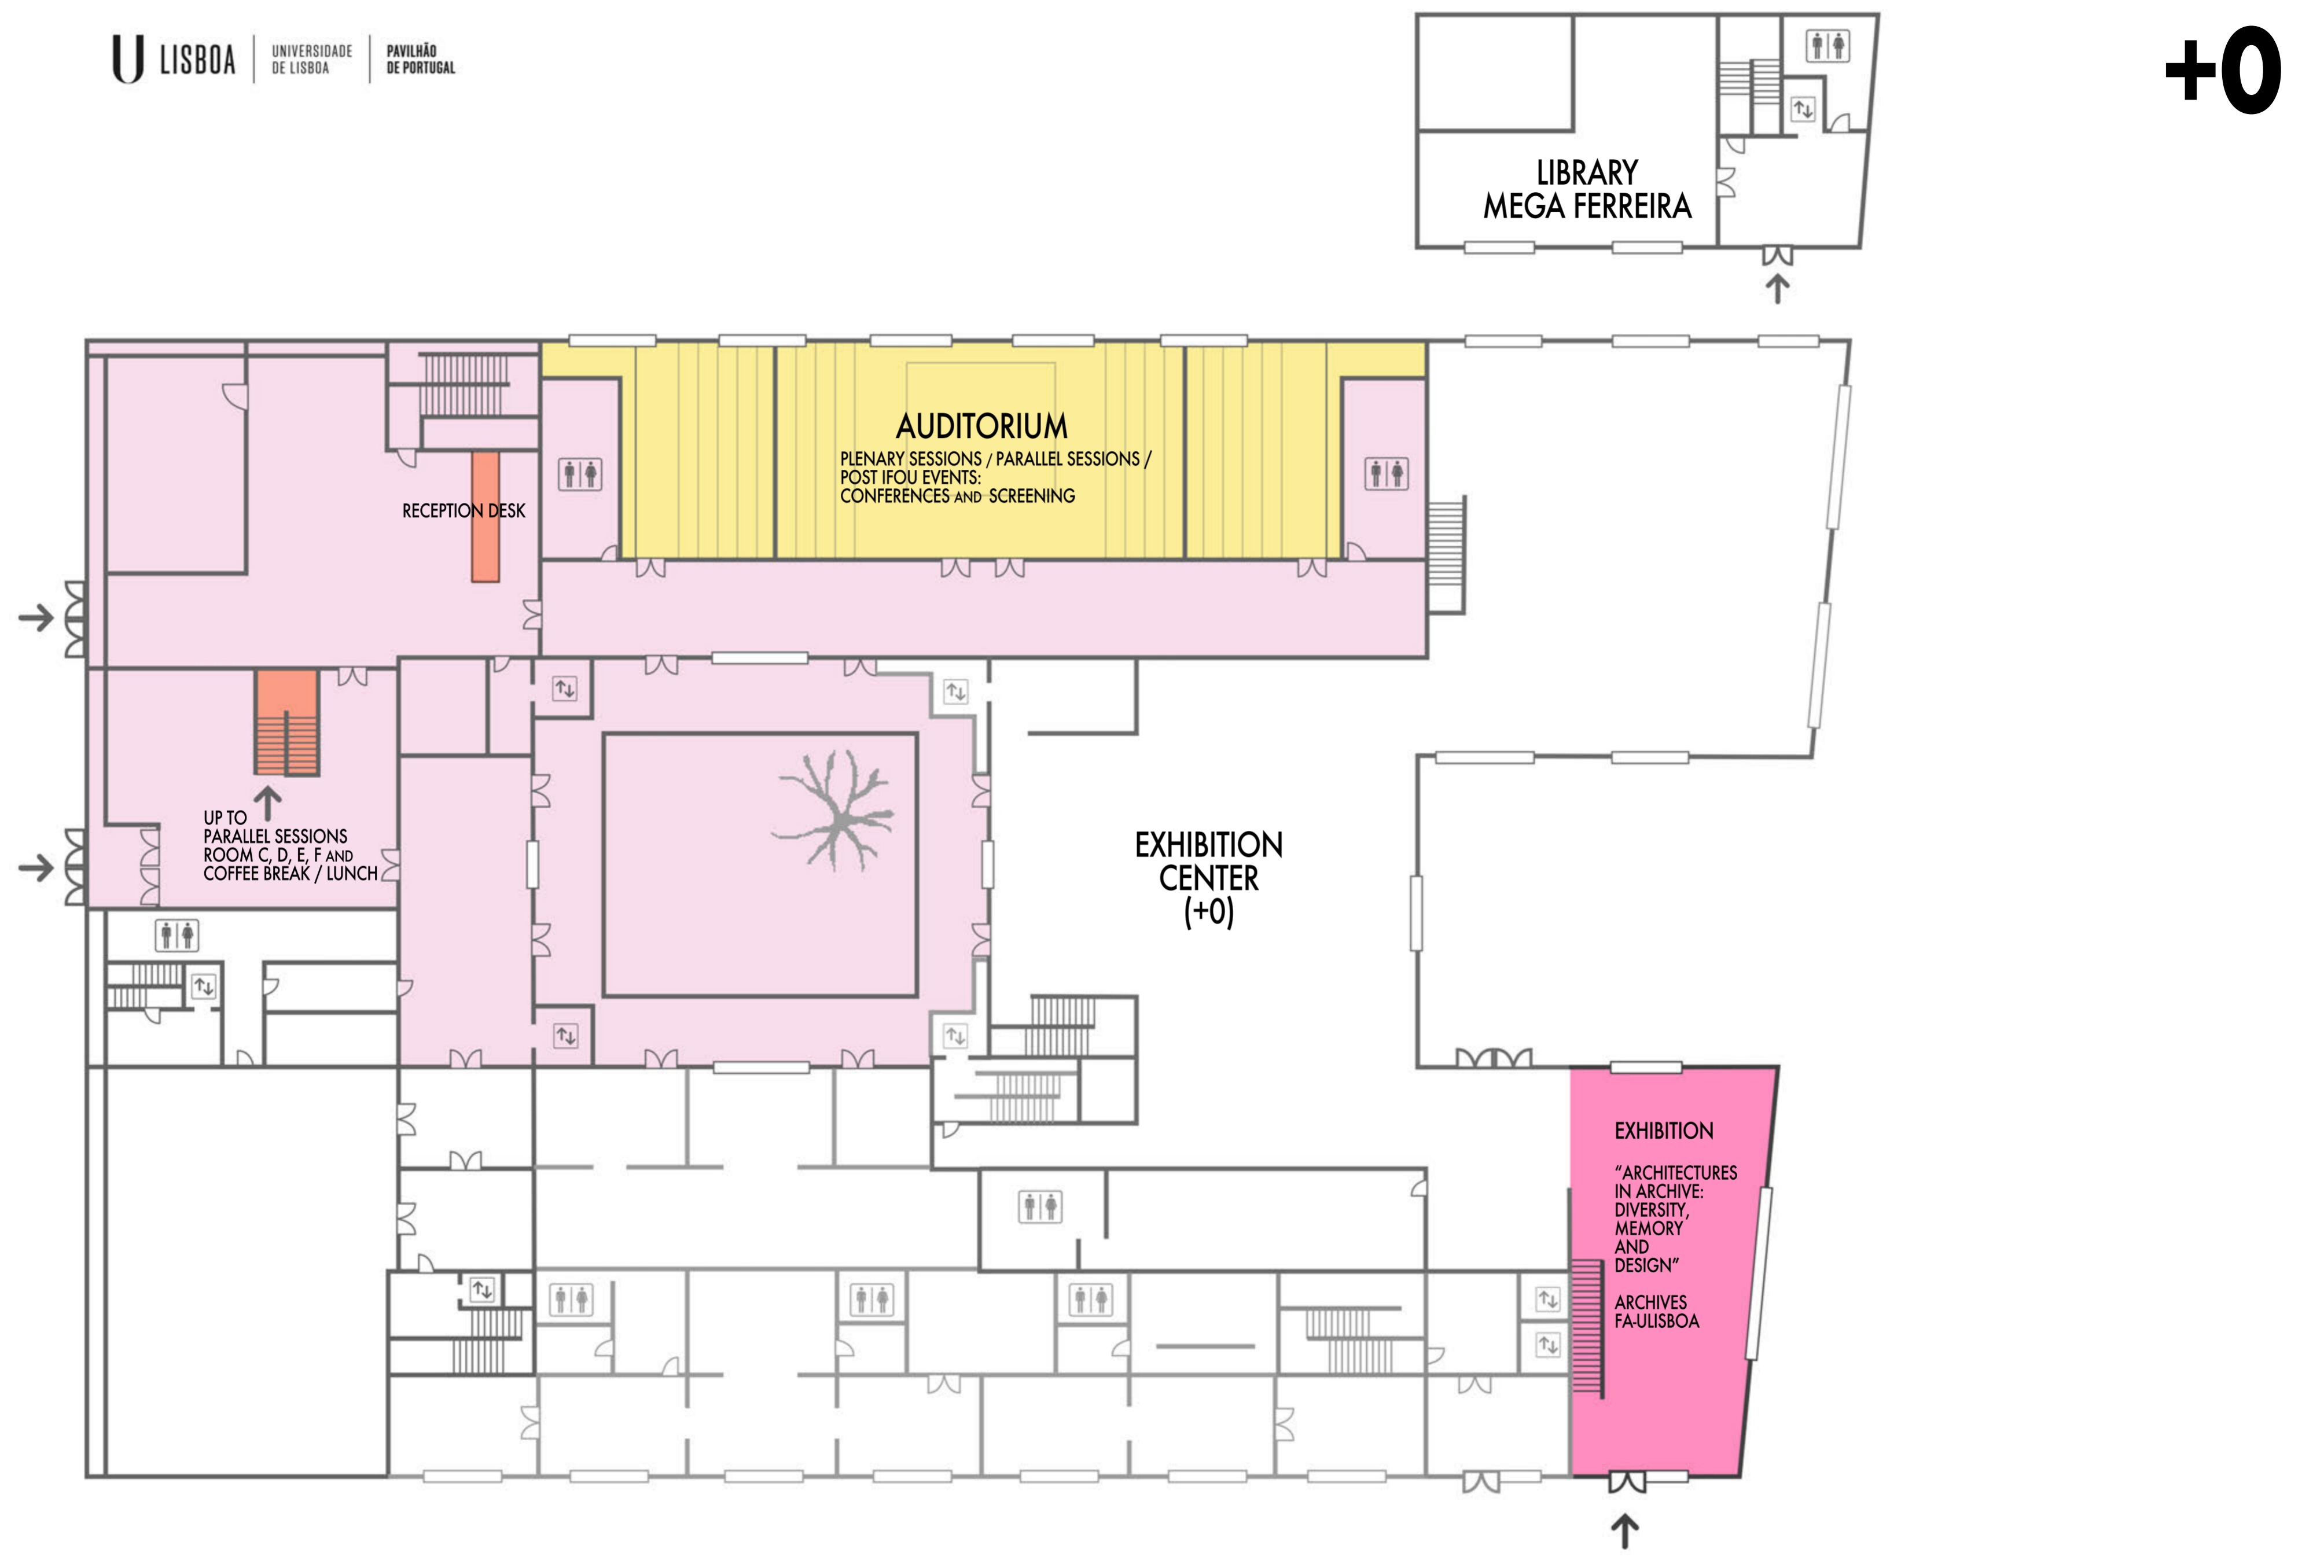 U LISBOA
UNIVERSIDADE
DE LISBOA
PAVILHÃO
DE PORTUGAL
+0
LIBRARY
MEGA FERREIRA
AUDITORIUM
PLENARY SESSIONS / PARALLEL SESSIONS /
POST IFOU EVENTS:
CONFERENCES AND SCREENING
RECEPTION DESK
UP TO
PARALLEL SESSIONS
ROOM C, D, E, F AND
COFFEE BREAK / LUNCH
EXHIBITION
CENTER
(+0)
EXHIBITION
“ARCHITECTURES
IN ARCHIVE:
DIVERSITY,
MEMORY
AND
DESIGN”
ARCHIVES
FA-ULISBOA